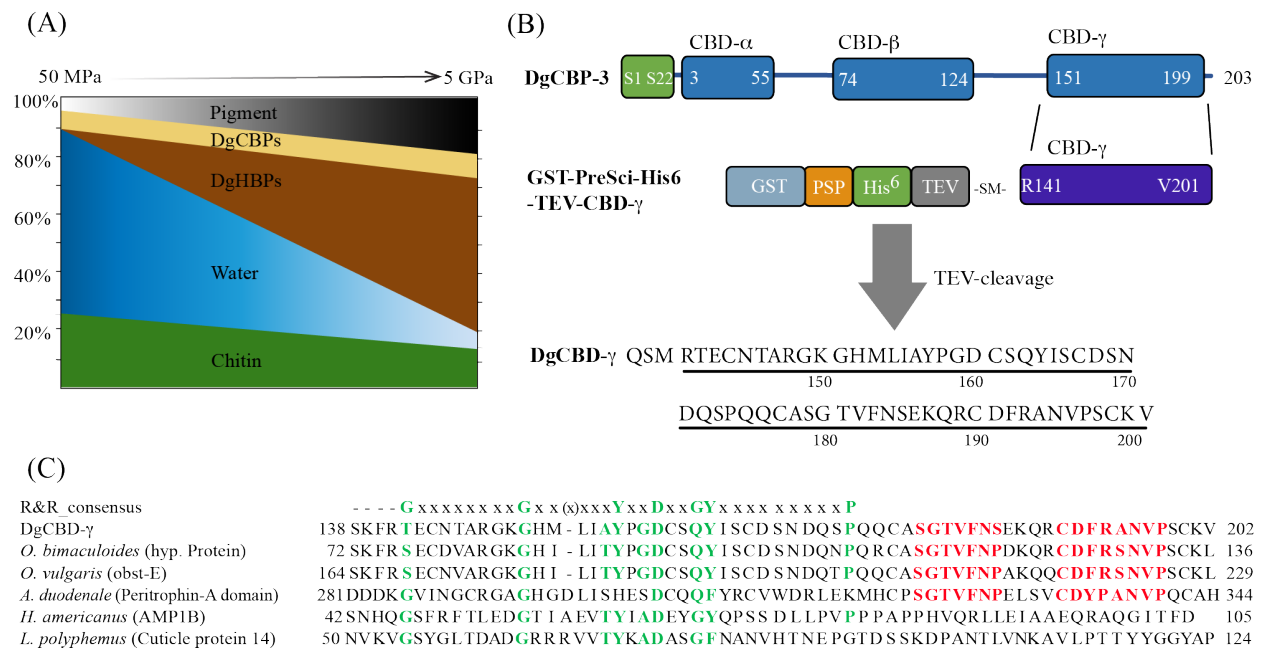 (A)
50 MPa
5 GPa
100%
80%
60%
40%
20%
Pigment
DgCBPs
DgHBPs
Water
Chitin
(B)
CBD-α
CBD-β
CBD-γ
DgCBP-3
S1 S22
3 55
74 124
151 199
203
CBD-γ
GST-PreSci-His6
-TEV-CBD-γ
GST
PSP
His6
TEV
-SM-
R141 V201
TEV-cleavage
DgCBD-γ QSM RTECNTARGK GHMLIAYPGD CSQYISCDSN
150 160 170
DQSPQQCASG TVFNSEKQRC DFRANVPSCK V
180 190 200
(C)
R&R_consensus - - - - G x x x x x x x x G x x (x)xxx Y x x D x x GY x x x x x x x x x x P
DgCBD-γ 138 SKFRTECNTARGKGHM - LIAYPGDCSQYISCDSNDQSPQQCASGTVFNSEKQRCDFRANVPSCKV 202
O. bimaculoides (hyp. Protein) 72 SKFRSECDVARGKGHI - LITYPGDCSQYISCDSNDQNPQRCASGTVFNPDKQRCDFRSNVPSCKL 136
O. vulgaris (obst-E) 164 SKFRSECNVARGKGHI - LITYPGDCSQYISCDSNDQTPQQCASGTVFNPAKQQCDFRSNVPSCKL 229
A. duodenale (Peritrophin-A domain) 281 DDDKGVINGCRGAGHGDLISHESDCQQFYRCVWDRLEKMHCPSGTVFNPELSVCDYPANVPQCAH 344
H. americanus (AMP1B) 42 SNHQGSFRFTLEDGTIAEVTYIADEGYQPSSDLLPVPPPAPPHVQRLLEIAAEQRAQGITFD 105
L. polyphemus (Cuticle protein 14) 50 NVKVGSYGLTDADGRRRVVTYKADASGFNANVHTNEPGTDSSKDPANTLVNKAVLPTTYYGGYAP 124